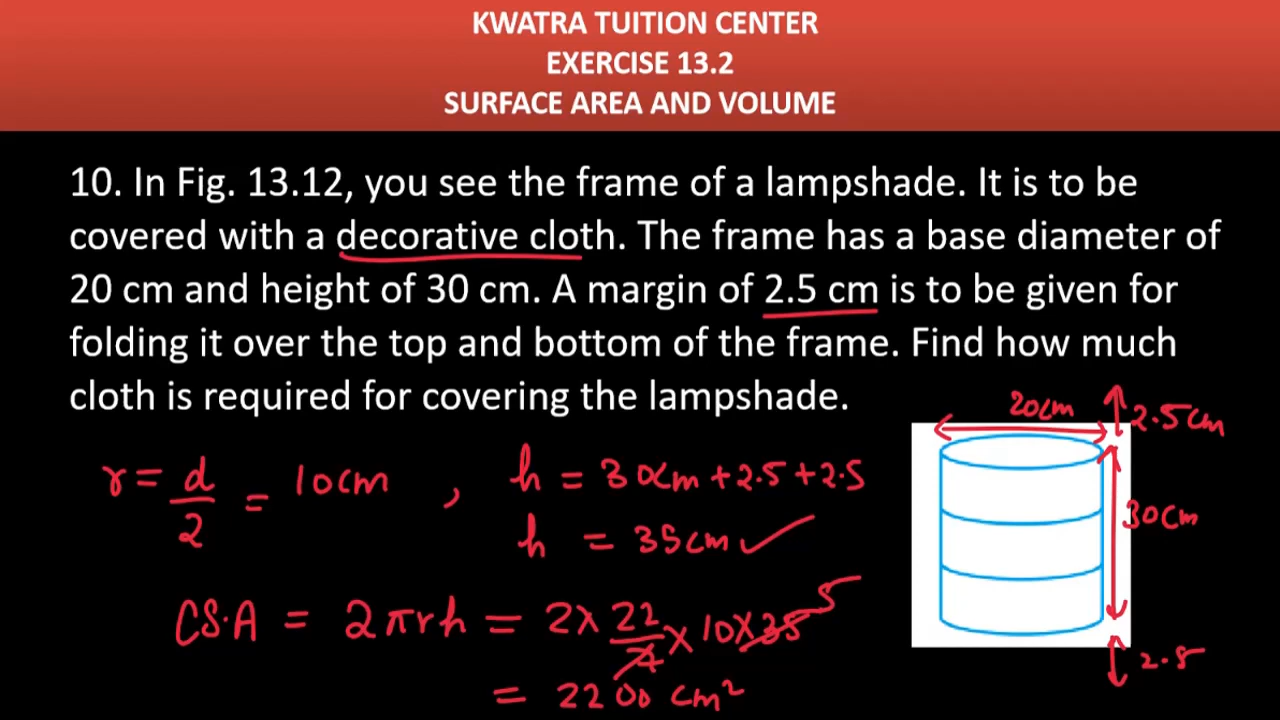 KWATRA TUITION CENTER
EXERCISE 13.2
SURFACE AREA AND VOLUME
10. In Fig. 13.12, you see the frame of a lampshade. It is to be
covered with a decorative cloth. The frame has a base diameter of
20 cm and height of 30 cm. A margin of 2.5 cm is to be given for
folding it over the top and bottom of the frame. Find how much
cloth is required for covering the lampshade.
20cm
2.5cm
r = d/2 = 10cm , h = 30cm + 2.5 + 2.5
30cm
h = 35cm ✓
CS.A = 2πrh = 2 × 22/7 × 10 × 35 5
2.5
= 2200 cm²